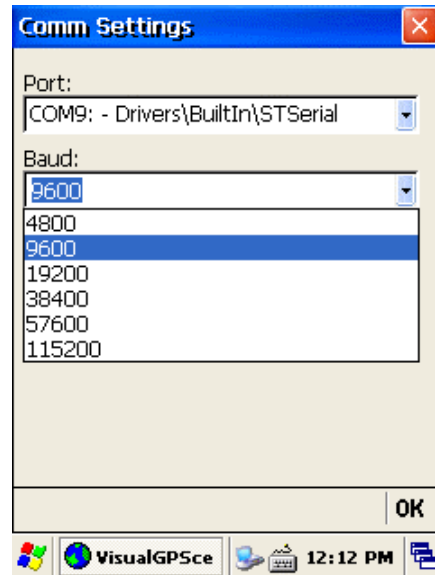 Comm Settings
Port:
COM9: - Drivers\BuiltIn\STSerial
Baud:
9600
4800
9600
19200
38400
57600
115200
OK
VisualGPSce
12:12 PM